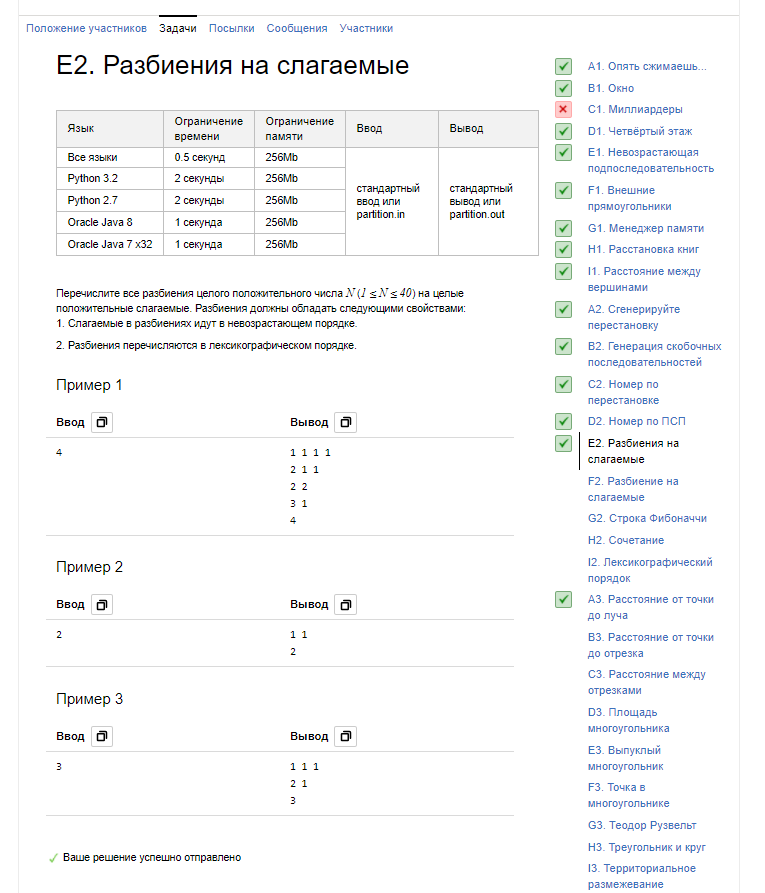 Положение участников Задачи Посылки Сообщения Участники
E2. Разбиения на слагаемые
Язык
Ограничение
времени
Ограничение
памяти
Ввод
Вывод
Все языки 0.5 секунд 256Mb
Python 3.2 2 секунды 256Mb
Python 2.7 2 секунды 256Mb
Oracle Java 8 1 секунда 256Mb
Oracle Java 7 x32 1 секунда 256Mb
стандартный
ввод или
partition.in
стандартный
вывод или
partition.out
Перечислите все разбиения целого положительного числа N (1 ≤ N ≤ 40) на целые
положительные слагаемые. Разбиения должны обладать следующими свойствами:
1. Слагаемые в разбиениях идут в невозрастающем порядке.
2. Разбиения перечисляются в лексикографическом порядке.
Пример 1
Ввод Вывод
4
1 1 1 1
2 1 1
2 2
3 1
4
Пример 2
Ввод Вывод
2
1 1
2
Пример 3
Ввод Вывод
3
1 1 1
2 1
3
Ваше решение успешно отправлено
A1. Опять сжимаешь...
B1. Окно
C1. Миллиардеры
D1. Четвёртый этаж
E1. Невозрастающая
подпоследовательность
F1. Внешние
прямоугольники
G1. Менеджер памяти
H1. Расстановка книг
I1. Расстояние между
вершинами
A2. Сгенерируйте
перестановку
B2. Генерация скобочных
последовательностей
C2. Номер по
перестановке
D2. Номер по ПСП
E2. Разбиения на
слагаемые
F2. Разбиение на
слагаемые
G2. Строка Фибоначчи
H2. Сочетание
I2. Лексикографический
порядок
A3. Расстояние от точки
до луча
B3. Расстояние от точки
до отрезка
C3. Расстояние между
отрезками
D3. Площадь
многоугольника
E3. Выпуклый
многоугольник
F3. Точка в
многоугольнике
G3. Теодор Рузвельт
H3. Треугольник и круг
I3. Территориальное
размежевание